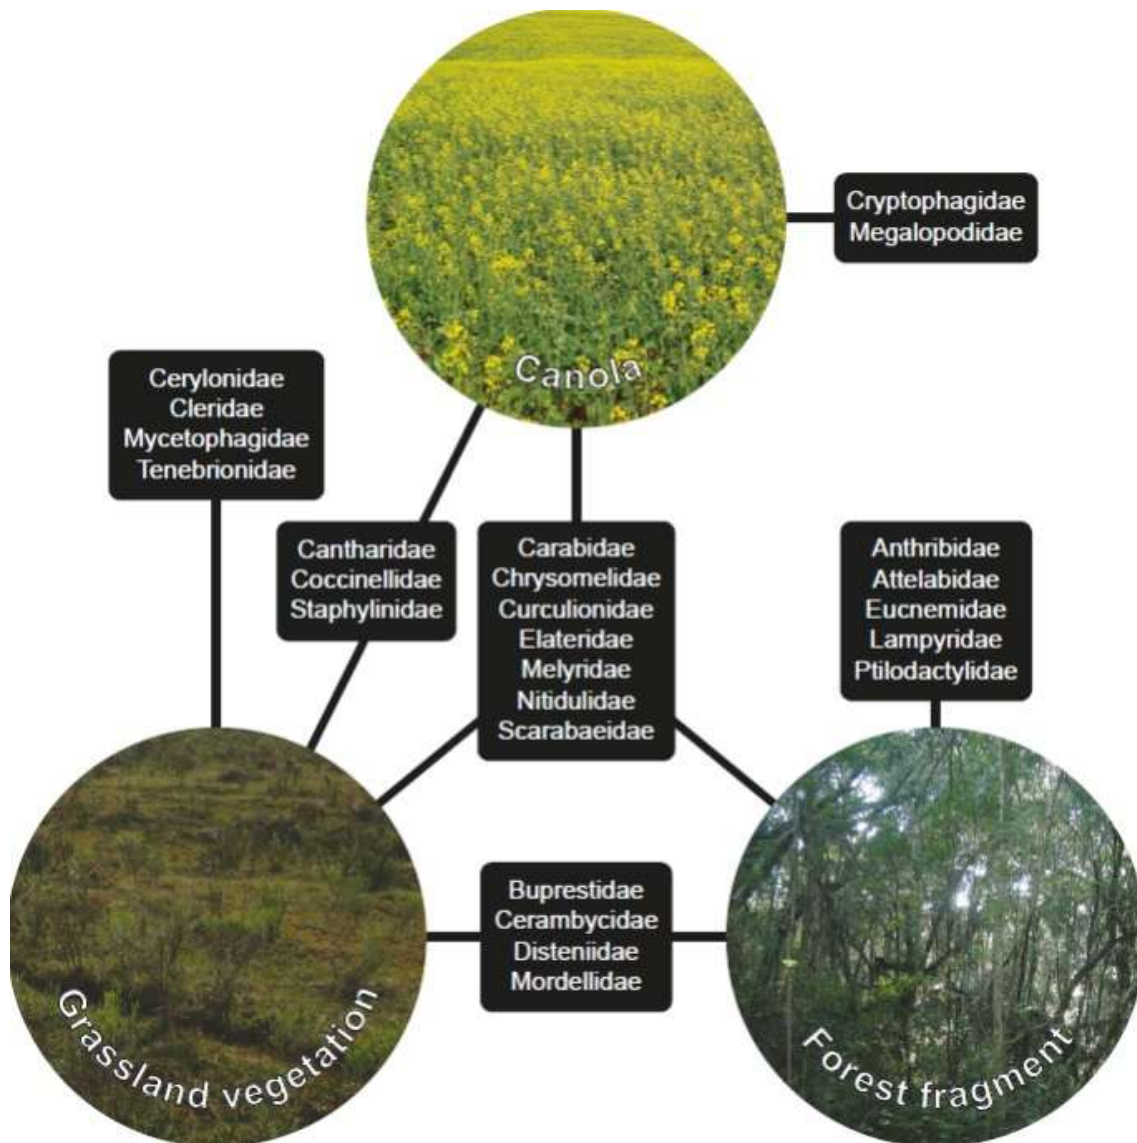 Cryptophagidae
Megalopodidae
Canola
Cerylonidae
Cleridae
Mycetophagidae
Tenebrionidae
Cantharidae
Coccinellidae
Staphylinidae
Carabidae
Chrysomelidae
Curculionidae
Elateridae
Melyridae
Nitidulidae
Scarabaeidae
Anthribidae
Attelabidae
Eucnemidae
Lampyridae
Ptilodactylidae
Buprestidae
Cerambycidae
Disteniidae
Mordellidae
Grassland vegetation
Forest fragment